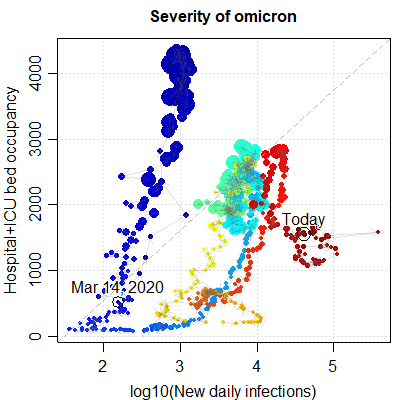 Severity of omicron
Hospital+ICU bed occupancy
4000
3000
2000
1000
0
Today
Mar 14, 2020
2 3 4 5
log10(New daily infections)